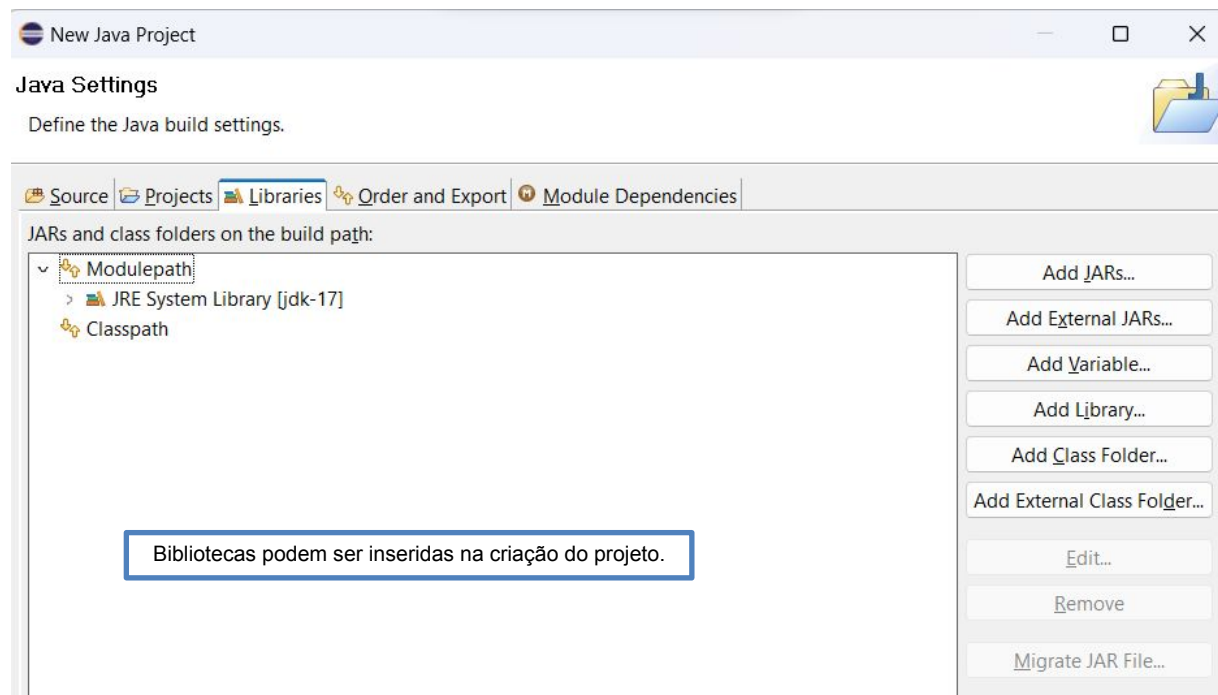 New Java Project
Java Settings
Define the Java build settings.
Source Projects Libraries Order and Export Module Dependencies
JARs and class folders on the build path:
Modulepath
JRE System Library [jdk-17]
Classpath
Add JARs...
Add External JARs...
Add Variable...
Add Library...
Add Class Folder...
Add External Class Folder...
Bibliotecas podem ser inseridas na criação do projeto.
Edit...
Remove
Migrate JAR File...